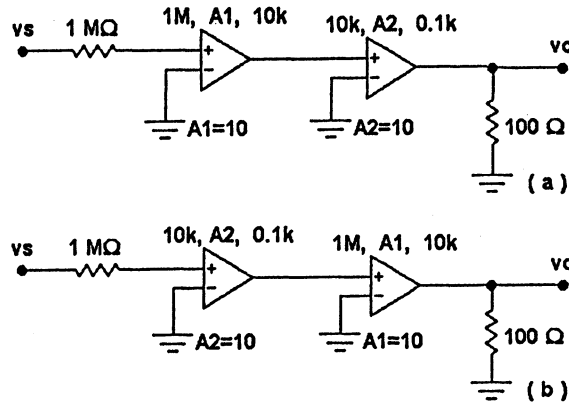 vs 1 MΩ 1M, A1, 10k 10k, A2, 0.1k vo
+ − + −
A1=10 A2=10 100 Ω
( a )
vs 1 MΩ 10k, A2, 0.1k 1M, A1, 10k vo
+ − + −
A2=10 A1=10 100 Ω
( b )